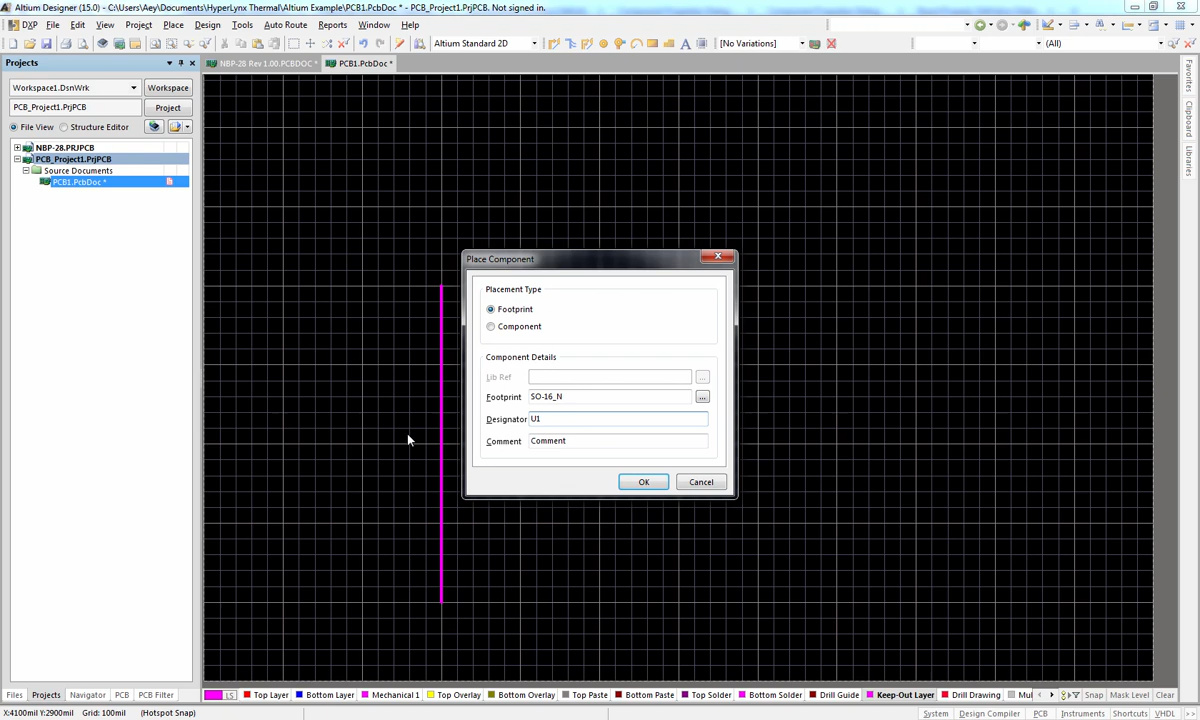 Altium Designer (15.0) - C:\Users\Aey\Documents\HyperLynx Thermal\Altium Example\PCB1.PcbDoc * - PCB_Project1.PrjPCB. Not signed in.
DXP File Edit View Project Place Design Tools Auto Route Reports Window Help
Altium Standard 2D [No Variations] (All)
Projects
NBP-28 Rev 1.00.PCBDOC * PCB1.PcbDoc *
Workspace1.DsnWrk Workspace
PCB_Project1.PrjPCB Project
File View Structure Editor
NBP-28.PRJPCB
PCB_Project1.PrjPCB
Source Documents
PCB1.PcbDoc *
Favorites
Clipboard
Libraries
Place Component
Placement Type
Footprint
Component
Component Details
Lib Ref ...
Footprint SO-16_N ...
Designator U1
Comment Comment
OK Cancel
Files Projects Navigator PCB PCB Filter
LS Top Layer Bottom Layer Mechanical 1 Top Overlay Bottom Overlay Top Paste Bottom Paste Top Solder Bottom Solder Drill Guide Keep-Out Layer Drill Drawing Mul Snap Mask Level Clear
X:4100mil Y:2900mil Grid: 100mil (Hotspot Snap)
System Design Compiler PCB Instruments Shortcuts VHDL >>